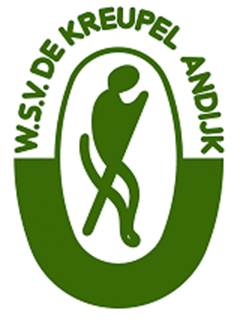 W.S.V. DE KREUPEL ANDIJK